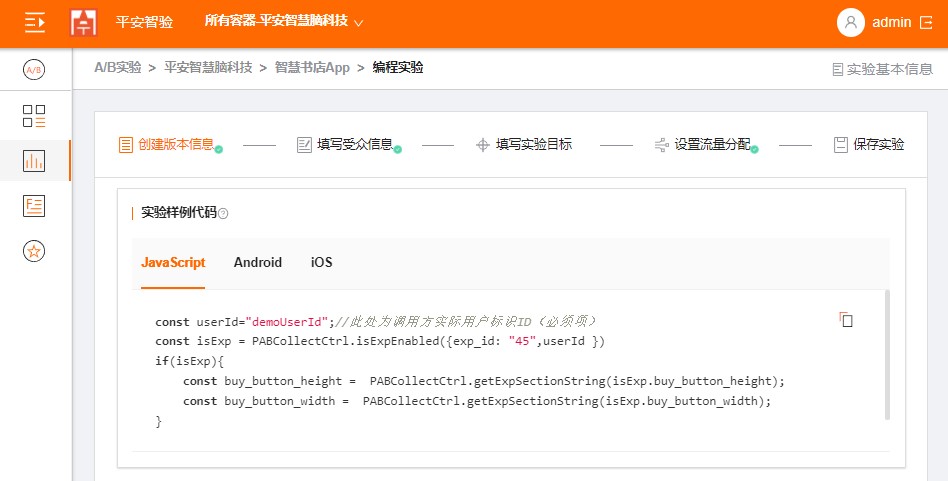 平安智验 所有容器-平安智慧脑科技 admin
A/B
A/B实验 > 平安智慧脑科技 > 智慧书店App > 编程实验 实验基本信息
创建版本信息 填写受众信息 填写实验目标 设置流量分配 保存实验
实验样例代码
JavaScript Android iOS
const userId="demoUserId";//此处为调用方实际用户标识ID（必须项）
const isExp = PABCollectCtrl.isExpEnabled({exp_id: "45",userId })
if(isExp){
const buy_button_height = PABCollectCtrl.getExpSectionString(isExp.buy_button_height);
const buy_button_width = PABCollectCtrl.getExpSectionString(isExp.buy_button_width);
}